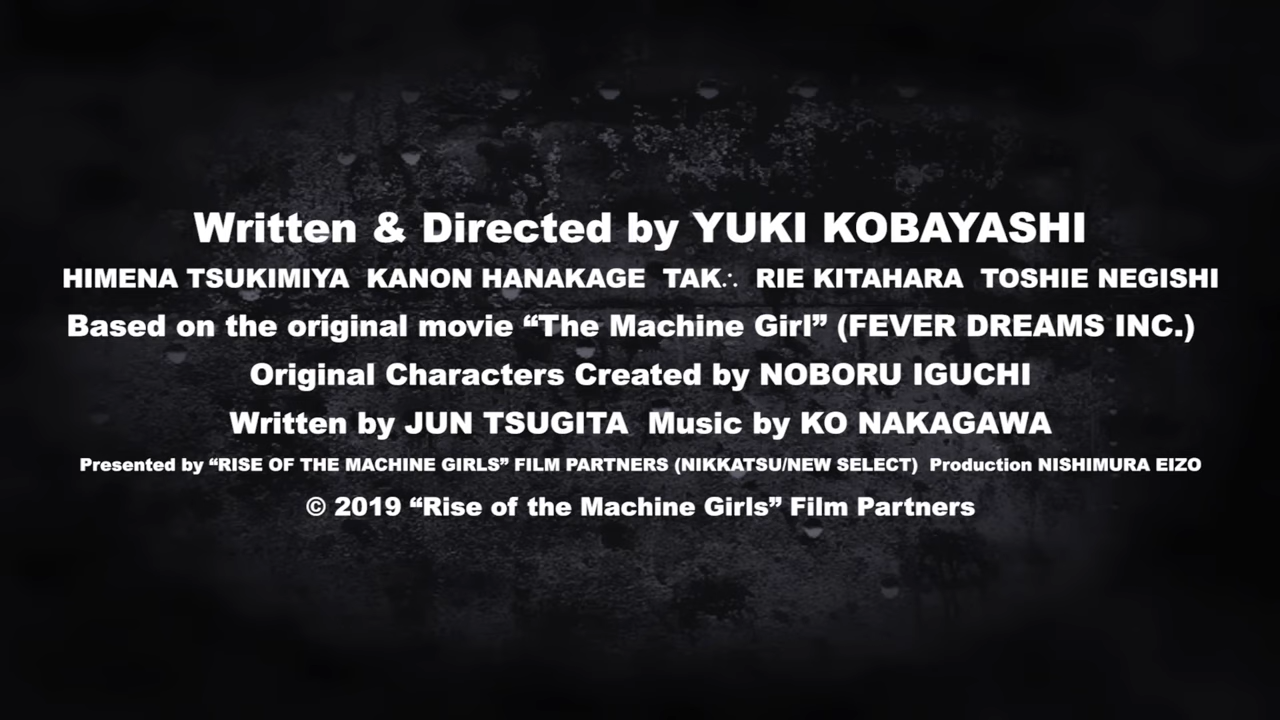 Written & Directed by YUKI KOBAYASHI
HIMENA TSUKIMIYA KANON HANAKAGE TAK∴ RIE KITAHARA TOSHIE NEGISHI
Based on the original movie “The Machine Girl” (FEVER DREAMS INC.)
Original Characters Created by NOBORU IGUCHI
Written by JUN TSUGITA Music by KO NAKAGAWA
Presented by “RISE OF THE MACHINE GIRLS” FILM PARTNERS (NIKKATSU/NEW SELECT) Production NISHIMURA EIZO
© 2019 “Rise of the Machine Girls” Film Partners